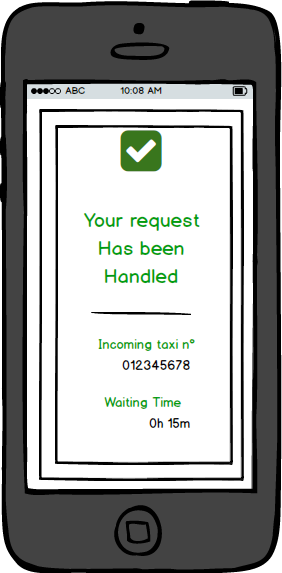 ABC 10:08 AM
Your request
Has been
Handled
Incoming taxi n°
012345678
Waiting Time
0h 15m